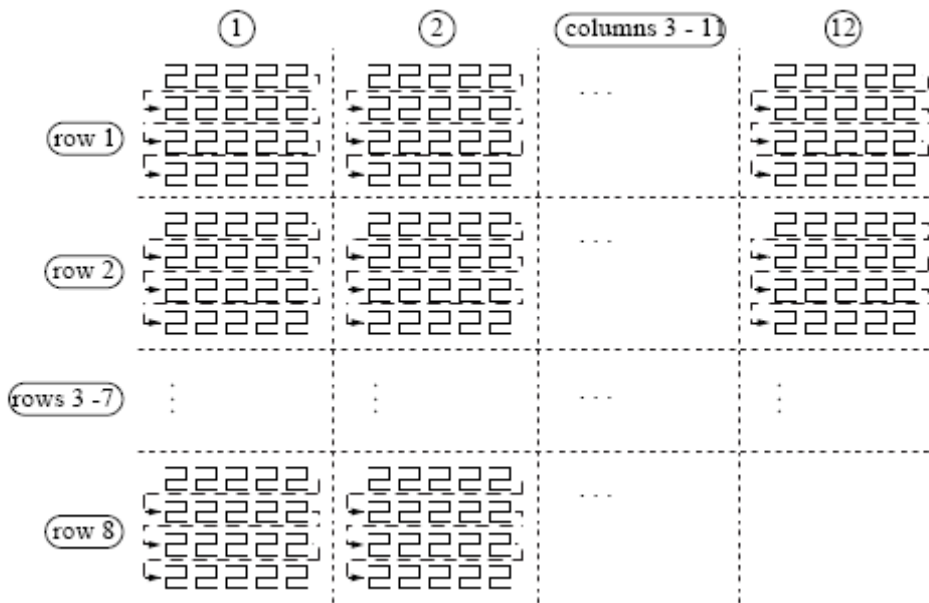 1 2 columns 3 - 11 12
. . .
row 1
. . .
row 2
rows 3 -7 . . .
. . .
row 8